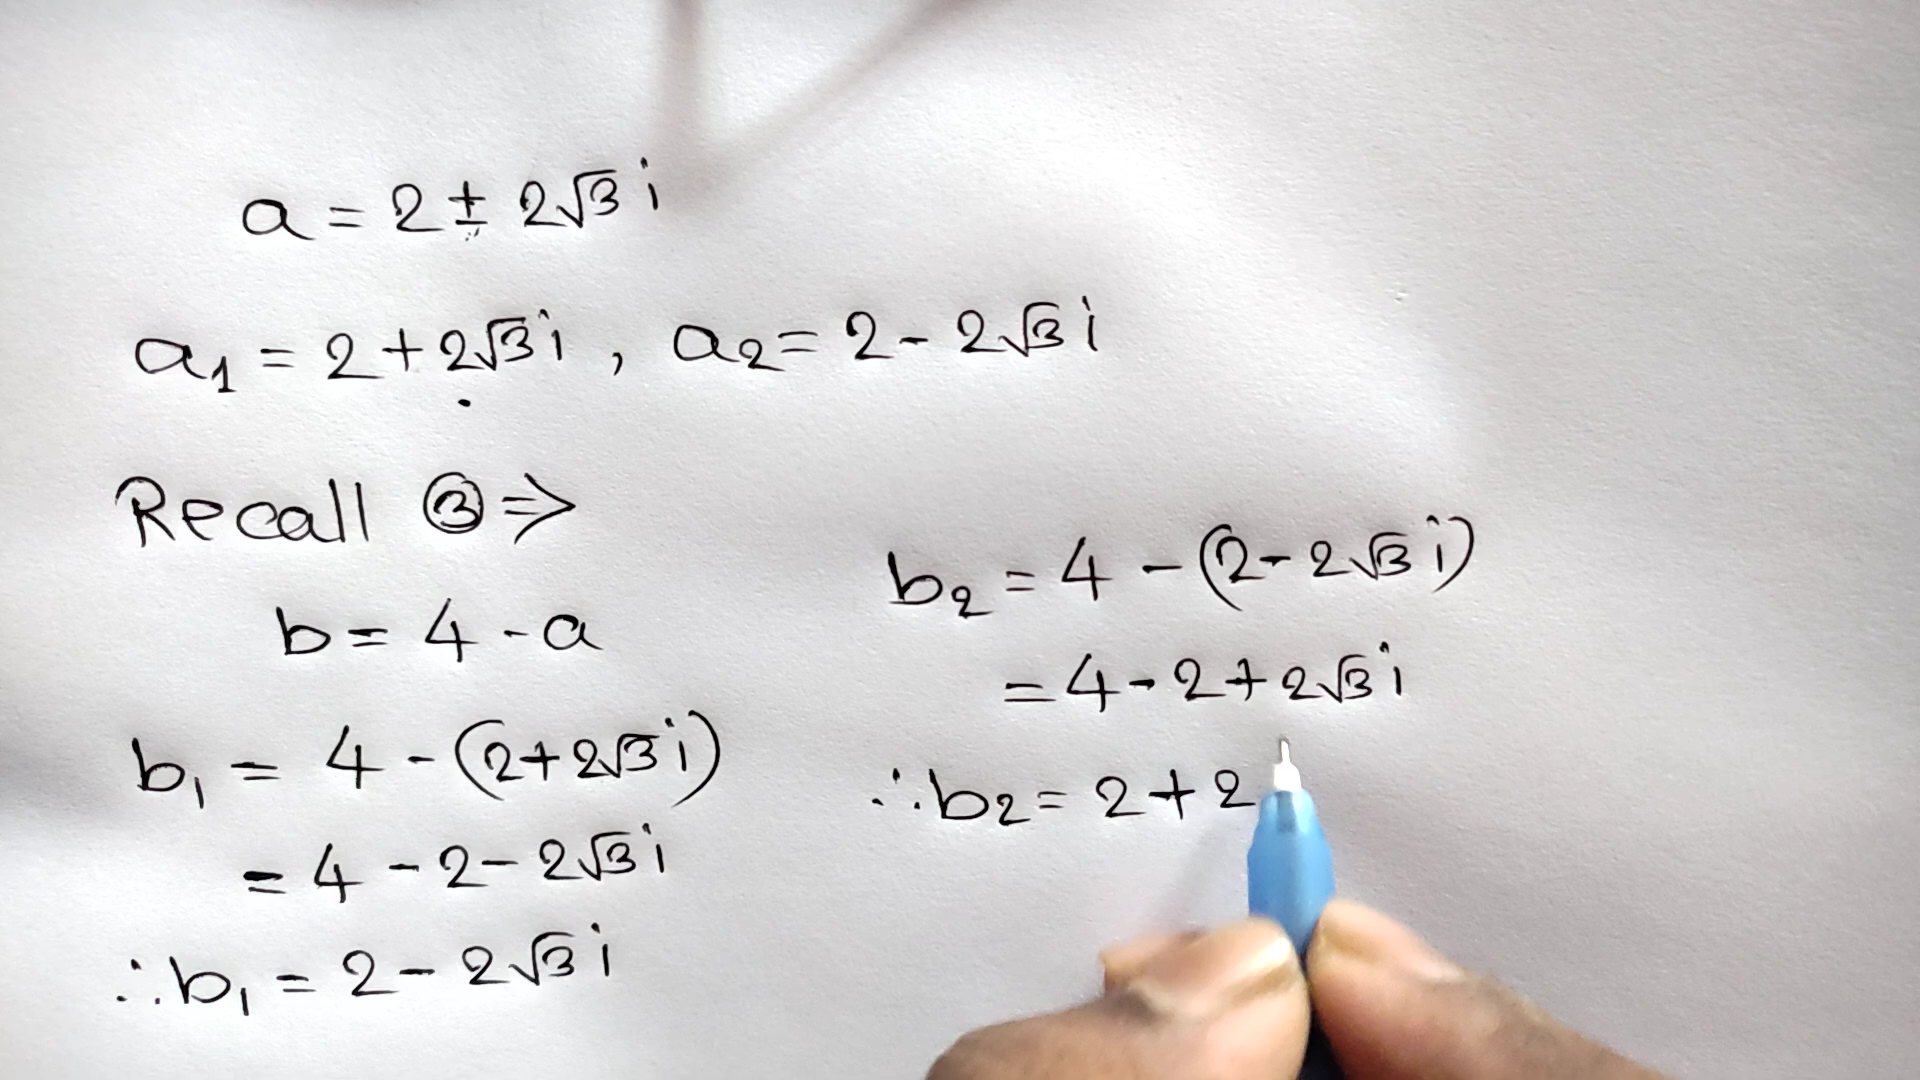 a = 2 ± 2√3 i
a₁ = 2 + 2√3 i , a₂ = 2 - 2√3 i
Recall ③ ⇒
b = 4 - a
b₁ = 4 - (2 + 2√3 i)
= 4 - 2 - 2√3 i
∴ b₁ = 2 - 2√3 i
b₂ = 4 - (2 - 2√3 i)
= 4 - 2 + 2√3 i
∴ b₂ = 2 + 2